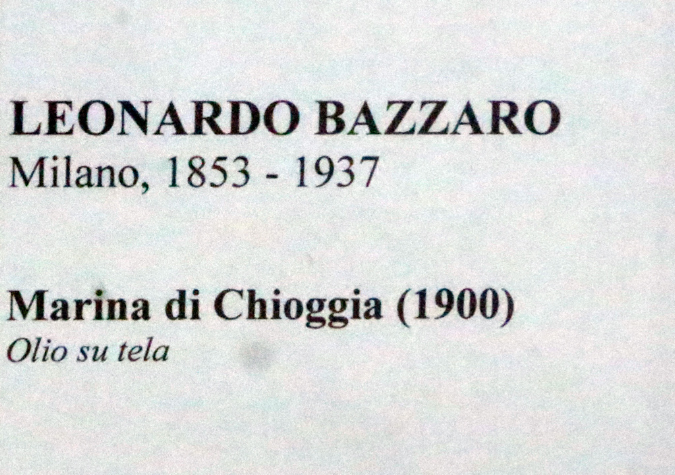 LEONARDO BAZZARO
Milano, 1853 - 1937
Marina di Chioggia (1900)
Olio su tela